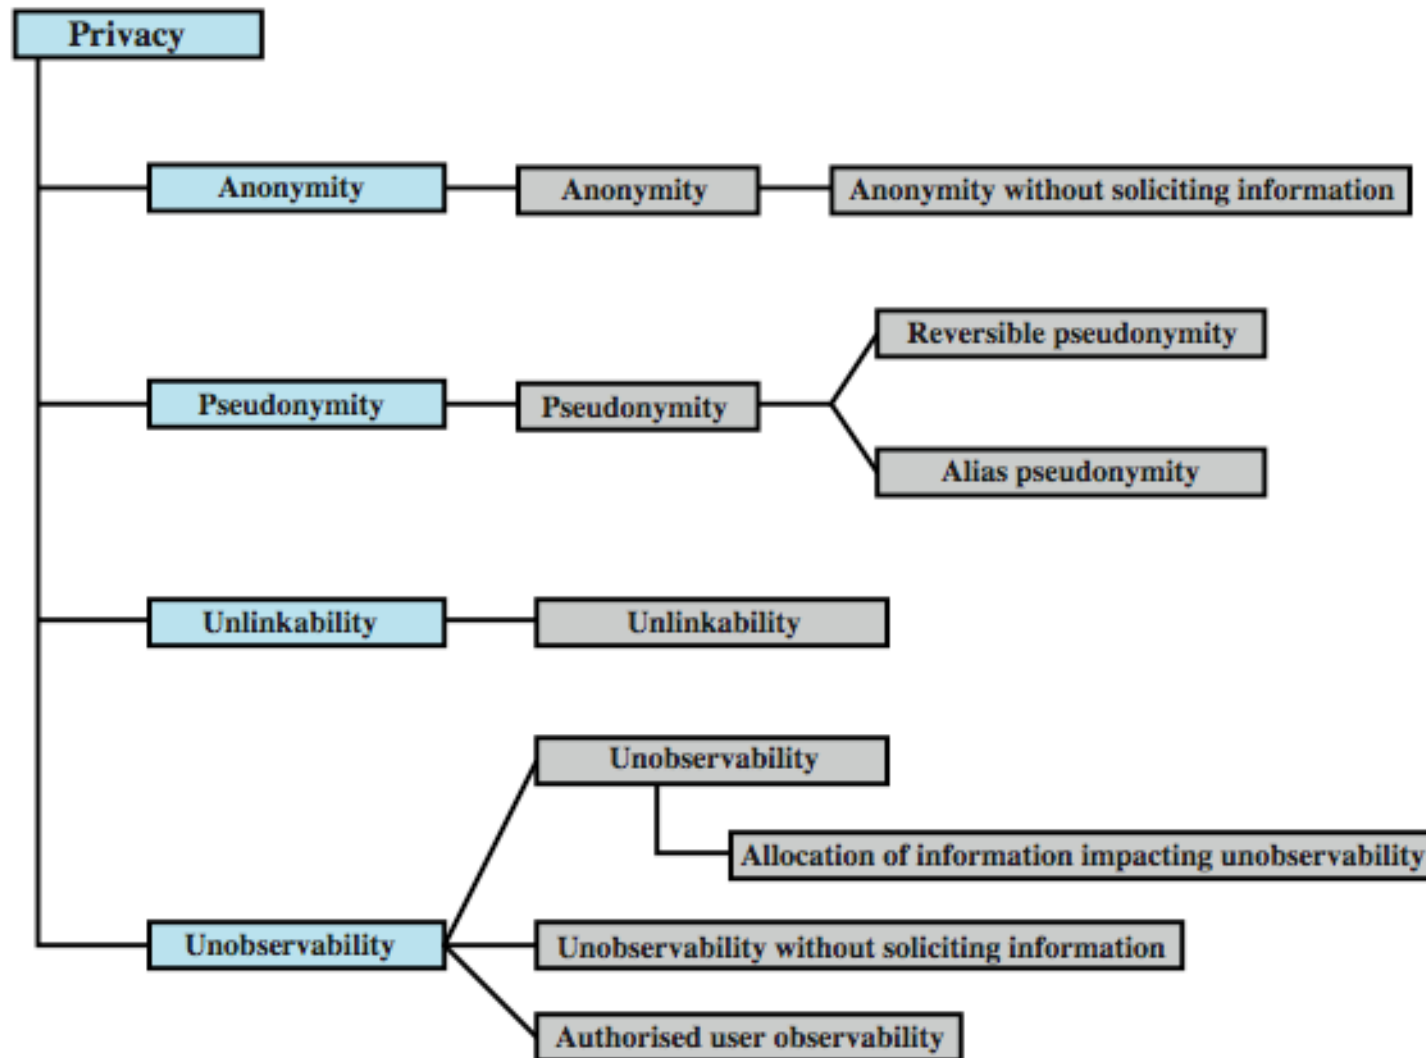 Privacy
Anonymity
Anonymity
Anonymity without soliciting information
Reversible pseudonymity
Pseudonymity
Pseudonymity
Alias pseudonymity
Unlinkability
Unlinkability
Unobservability
Allocation of information impacting unobservability
Unobservability
Unobservability without soliciting information
Authorised user observability